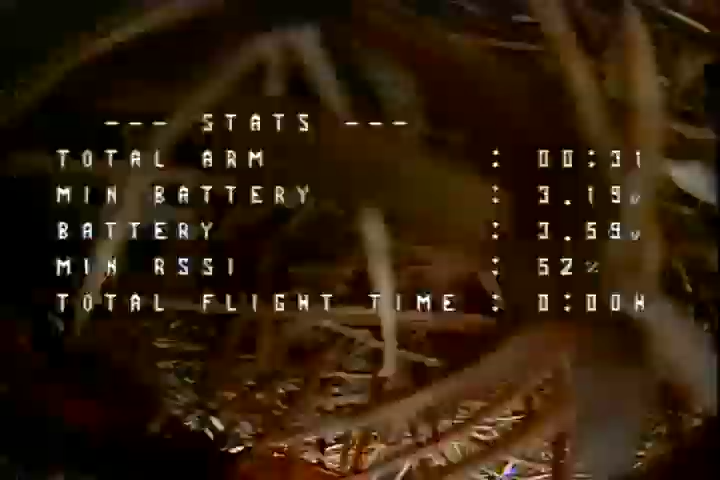 --- STATS ---
TOTAL ARM : 00:31
MIN BATTERY : 3.19V
BATTERY : 3.59V
MIN RSSI : 52%
TOTAL FLIGHT TIME : 0:00H